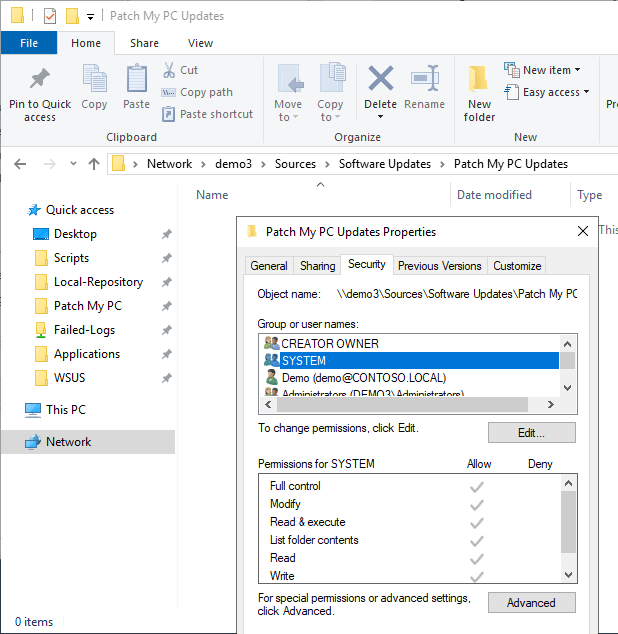 Patch My PC Updates
File Home Share View
Pin to Quick access
Copy
Paste
Cut
Copy path
Paste shortcut
Clipboard
Move to
Copy to
Delete
Rename
Organize
New folder
New item
Easy access
New
Network > demo3 > Sources > Software Updates > Patch My PC Updates
Name Date modified Type
Quick access
Desktop
Scripts
Local-Repository
Patch My PC
Failed-Logs
Applications
WSUS
This PC
Network
This
Patch My PC Updates Properties
General Sharing Security Previous Versions Customize
Object name: \\demo3\Sources\Software Updates\Patch My PC
Group or user names:
CREATOR OWNER
SYSTEM
Demo (demo@CONTOSO.LOCAL)
Administrators (DEMO3\Administrators)
To change permissions, click Edit.
Edit...
Permissions for SYSTEM Allow Deny
Full control
Modify
Read & execute
List folder contents
Read
Write
For special permissions or advanced settings,
click Advanced.
Advanced
0 items